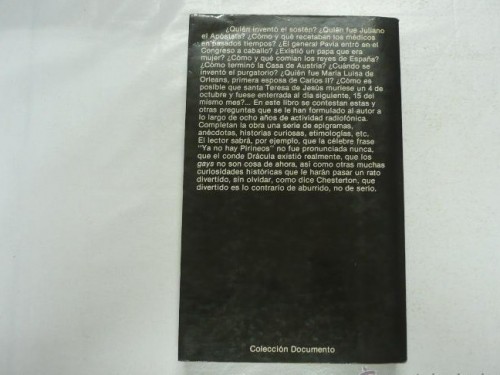 ¿Quién inventó el sostén? ¿Quién fue Juliano
el Apóstata? ¿Cómo y qué recetaban los médicos
en pasados tiempos? ¿El general Pavía entró en el
Congreso a caballo? ¿Existió un papa que era
mujer? ¿Cómo y qué comían los reyes de España?
¿Cómo terminó la Casa de Austria? ¿Cuándo se
inventó el purgatorio? ¿Quién fue María Luisa de
Orleans, primera esposa de Carlos II? ¿Cómo es
posible que santa Teresa de Jesús muriese un 4 de
octubre y fuese enterrada al día siguiente, 15 del
mismo mes?... En este libro se contestan estas y
otras preguntas que se le han formulado al autor a
lo largo de ocho años de actividad radiofónica.
Completan la obra una serie de epigramas,
anécdotas, historias curiosas, etimologías, etc.
El lector sabrá, por ejemplo, que la célebre frase
"Ya no hay Pirineos" no fue pronunciada nunca,
que el conde Drácula existió realmente, que los
gays no son cosa de ahora, así como otras muchas
curiosidades históricas que le harán pasar un rato
divertido, sin olvidar, como dice Chesterton, que
divertido es lo contrario de aburrido, no de serio.
Colección Documento